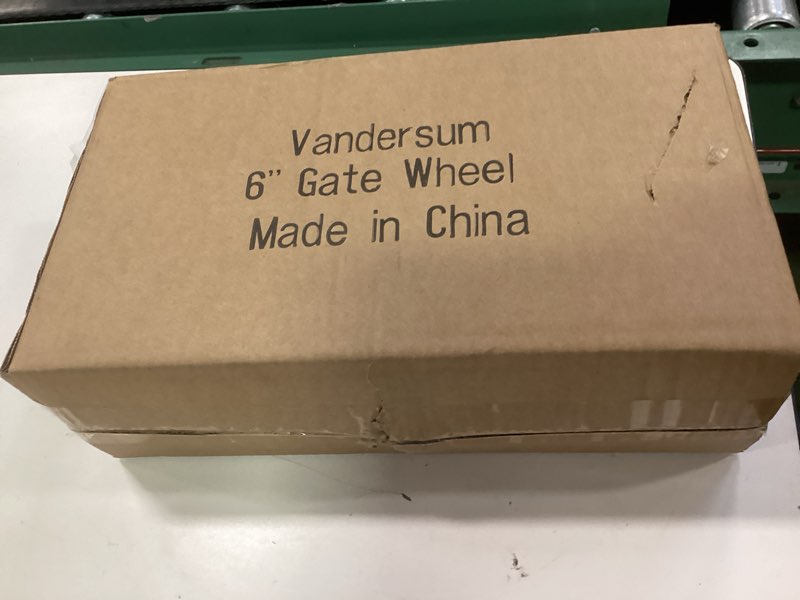 Vandersum
6" Gate Wheel
Made in China